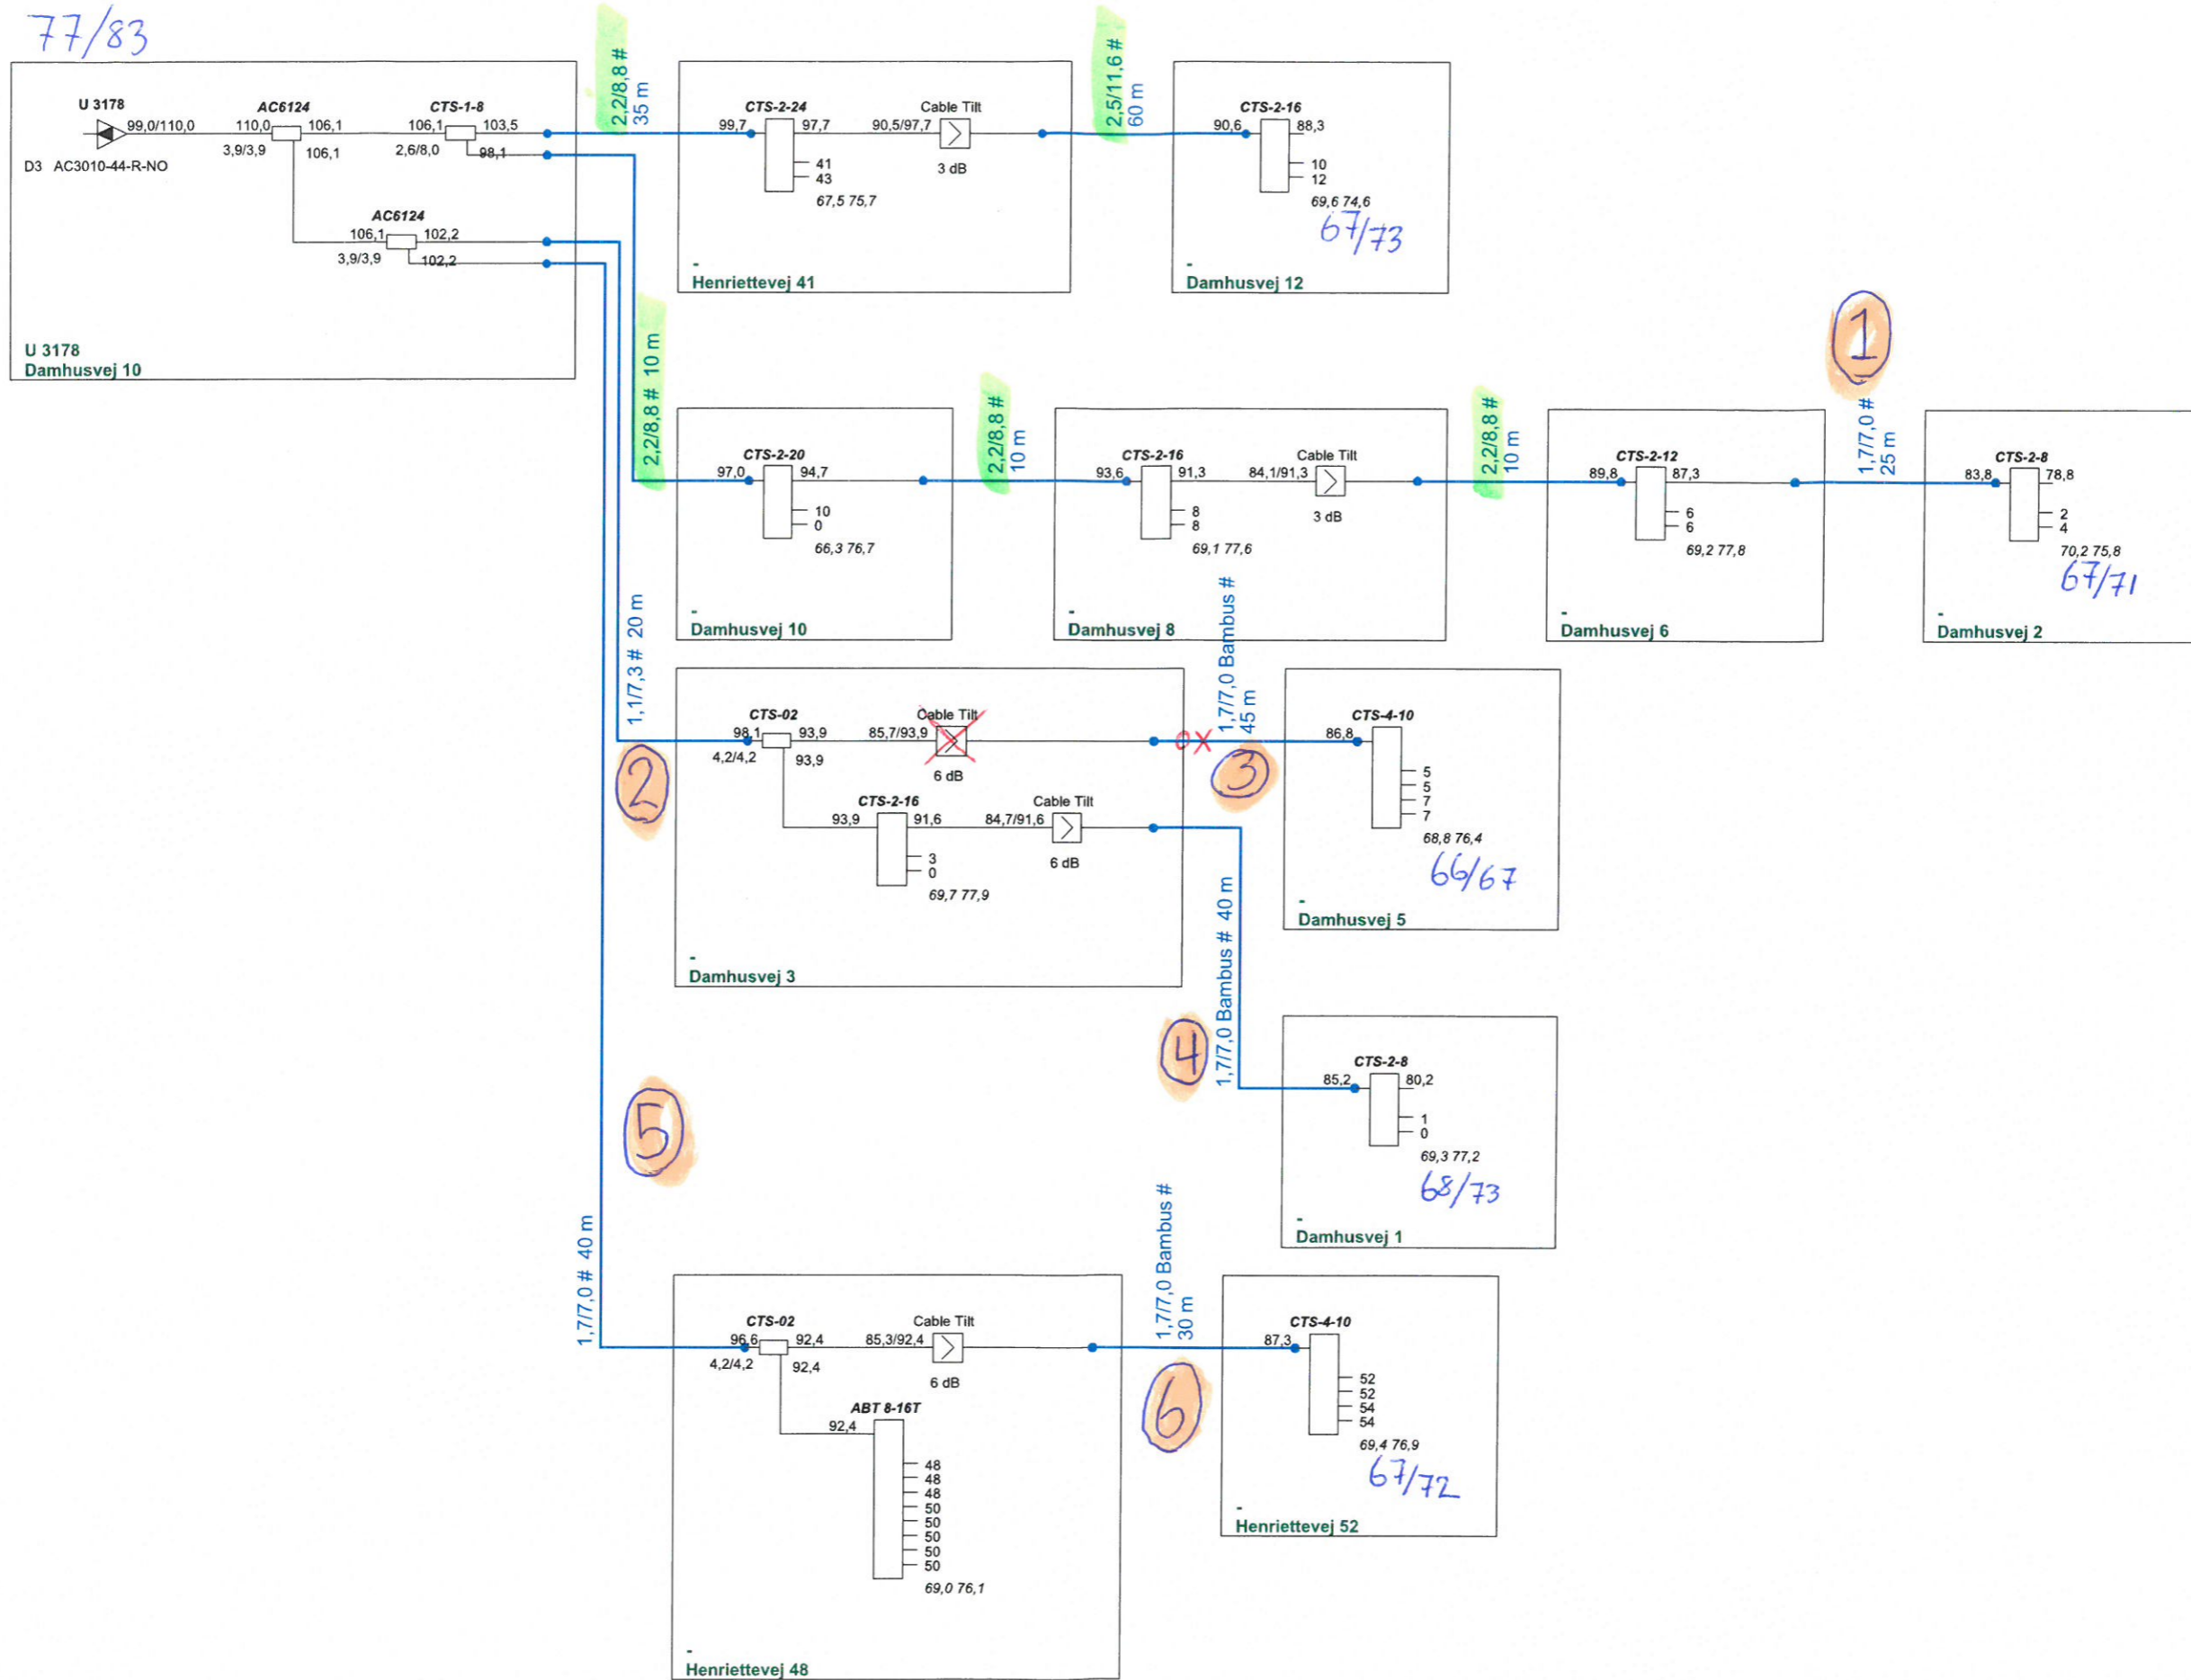 77/83
U 3178
99,0/110,0
D3 AC3010-44-R-NO
AC6124
110,0 106,1
3,9/3,9 106,1
CTS-1-8
106,1 103,5
2,6/8,0 98,1
AC6124
106,1 102,2
3,9/3,9 102,2
U 3178
Damhusvej 10
2,2/8,8 #
35 m
CTS-2-24
99,7 97,7
41
43
67,5 75,7
Cable Tilt
90,5/97,7
3 dB
-
Henriettevej 41
2,5/11,6 #
60 m
CTS-2-16
90,6 88,3
10
12
69,6 74,6
67/73
-
Damhusvej 12
2,2/8,8 # 10 m
CTS-2-20
97,0 94,7
10
0
66,3 76,7
-
Damhusvej 10
2,2/8,8 #
10 m
CTS-2-16
93,6 91,3
8
8
69,1 77,6
Cable Tilt
84,1/91,3
3 dB
-
Damhusvej 8
2,2/8,8 #
10 m
CTS-2-12
89,8 87,3
6
6
69,2 77,8
-
Damhusvej 6
1
1,7/7,0 #
25 m
CTS-2-8
83,8 78,8
2
4
70,2 75,8
67/71
-
Damhusvej 2
1,1/7,3 # 20 m
2
CTS-02
98,1 93,9
4,2/4,2 93,9
Cable Tilt
85,7/93,9
6 dB
CTS-2-16
93,9 91,6
3
0
69,7 77,9
Cable Tilt
84,7/91,6
6 dB
-
Damhusvej 3
1,7/7,0 Bambus #
45 m
0X
3
CTS-4-10
86,8
5
5
7
7
68,8 76,4
66/67
-
Damhusvej 5
1,7/7,0 Bambus # 40 m
4
CTS-2-8
85,2 80,2
1
0
69,3 77,2
68/73
-
Damhusvej 1
5
1,7/7,0 # 40 m
CTS-02
96,6 92,4
4,2/4,2 92,4
Cable Tilt
85,3/92,4
6 dB
ABT 8-16T
92,4
48
48
48
50
50
50
50
50
69,0 76,1
-
Henriettevej 48
1,7/7,0 Bambus #
30 m
6
CTS-4-10
87,3
52
52
54
54
69,4 76,9
67/72
-
Henriettevej 52